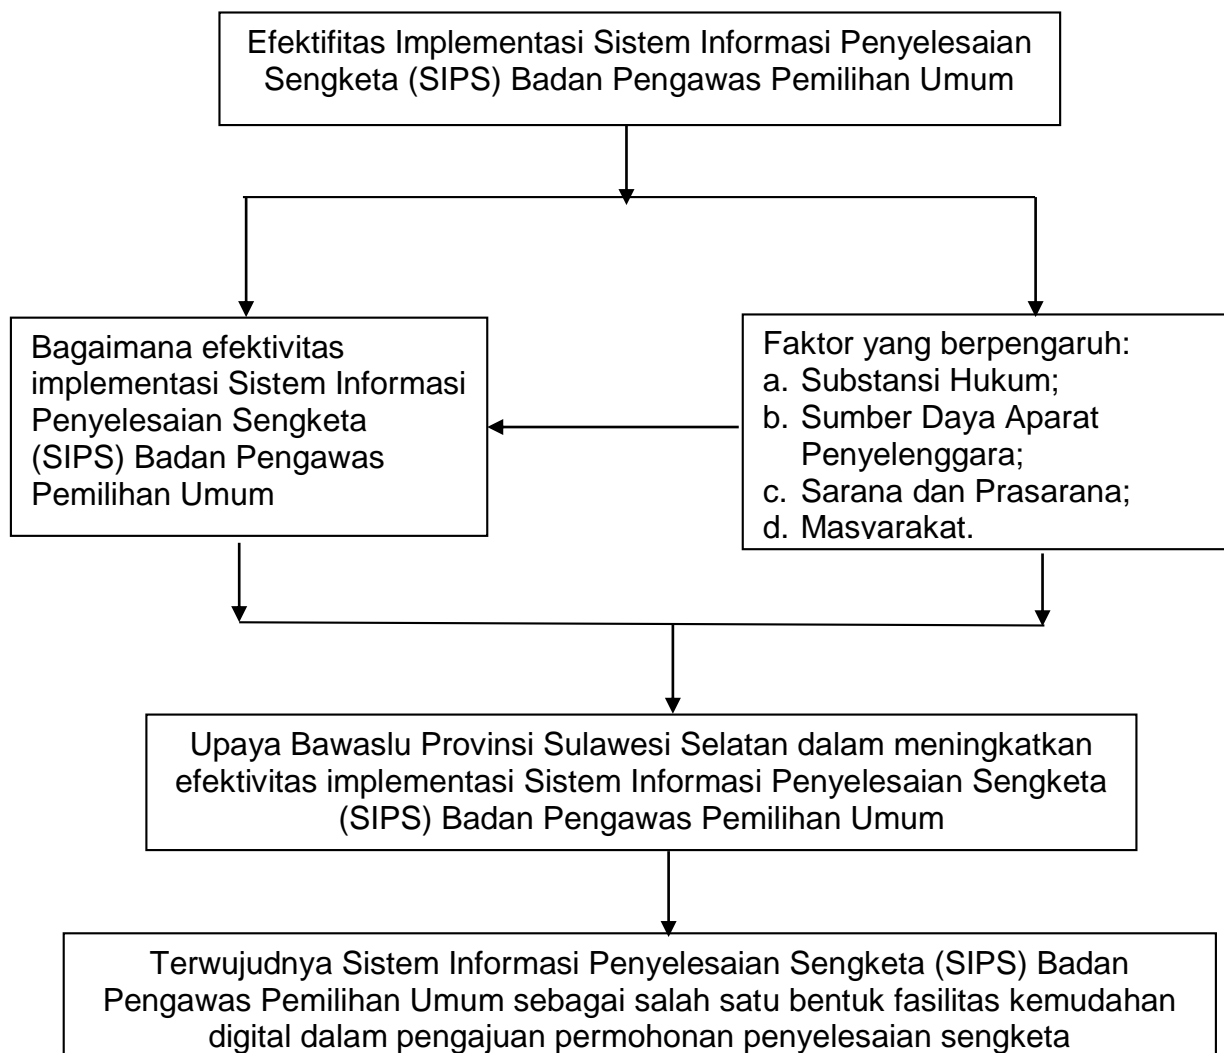 Efektifitas Implementasi Sistem Informasi Penyelesaian
Sengketa (SIPS) Badan Pengawas Pemilihan Umum
Bagaimana efektivitas
implementasi Sistem Informasi
Penyelesaian Sengketa
(SIPS) Badan Pengawas
Pemilihan Umum
Faktor yang berpengaruh:
a. Substansi Hukum;
b. Sumber Daya Aparat
Penyelenggara;
c. Sarana dan Prasarana;
d. Masyarakat.
Upaya Bawaslu Provinsi Sulawesi Selatan dalam meningkatkan
efektivitas implementasi Sistem Informasi Penyelesaian Sengketa
(SIPS) Badan Pengawas Pemilihan Umum
Terwujudnya Sistem Informasi Penyelesaian Sengketa (SIPS) Badan
Pengawas Pemilihan Umum sebagai salah satu bentuk fasilitas kemudahan
digital dalam pengajuan permohonan penyelesaian sengketa